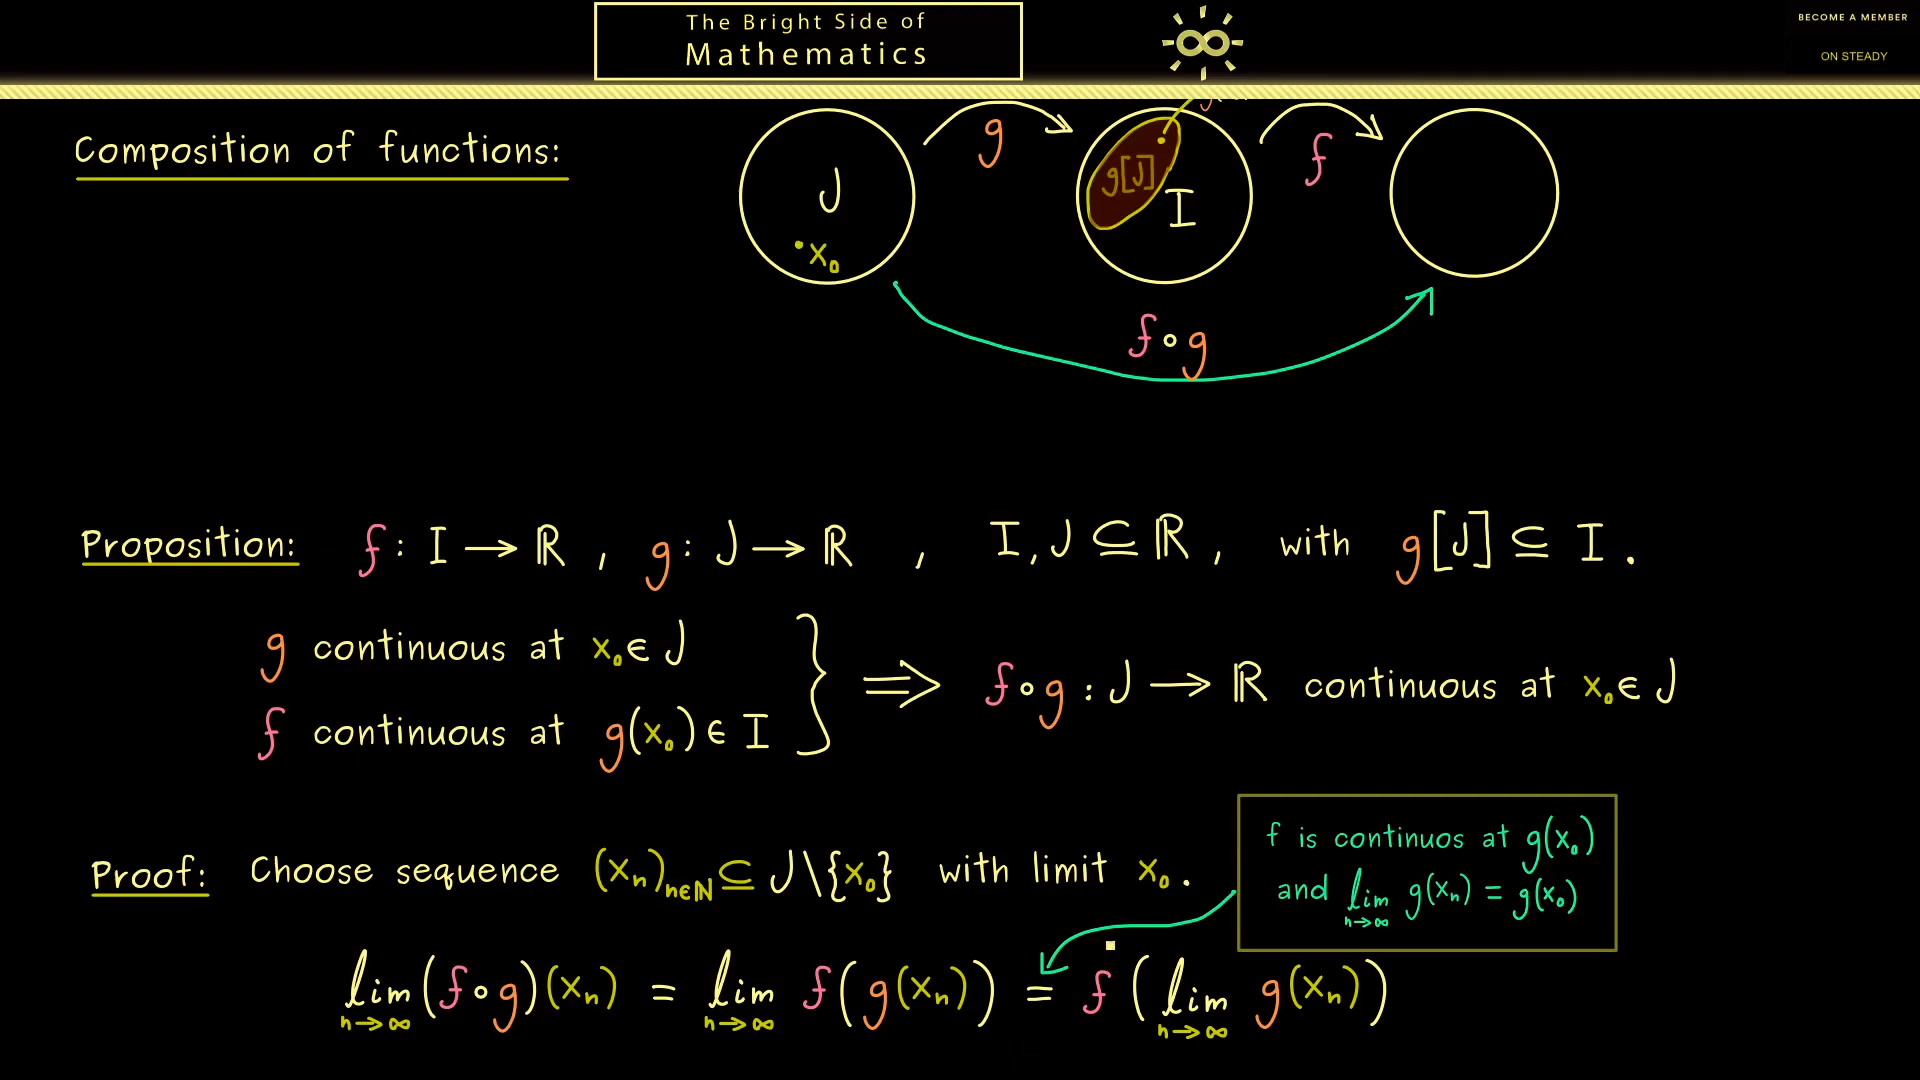 The Bright Side of
Mathematics
BECOME A MEMBER
ON STEADY
Composition of functions:
g
f
J
g[J]
I
x₀
f∘g
Proposition: f: I → ℝ , g: J → ℝ , I, J ⊆ ℝ, with g[J] ⊆ I.
g continuous at x₀ ∈ J
f continuous at g(x₀) ∈ I
⟹ f∘g : J → ℝ continuous at x₀ ∈ J
Proof: Choose sequence (xₙ)ₙ∈ℕ ⊆ J\{x₀} with limit x₀.
f is continuos at g(x₀)
and lim n→∞ g(xₙ) = g(x₀)
lim n→∞ (f∘g)(xₙ) = lim n→∞ f(g(xₙ)) = f(lim n→∞ g(xₙ))